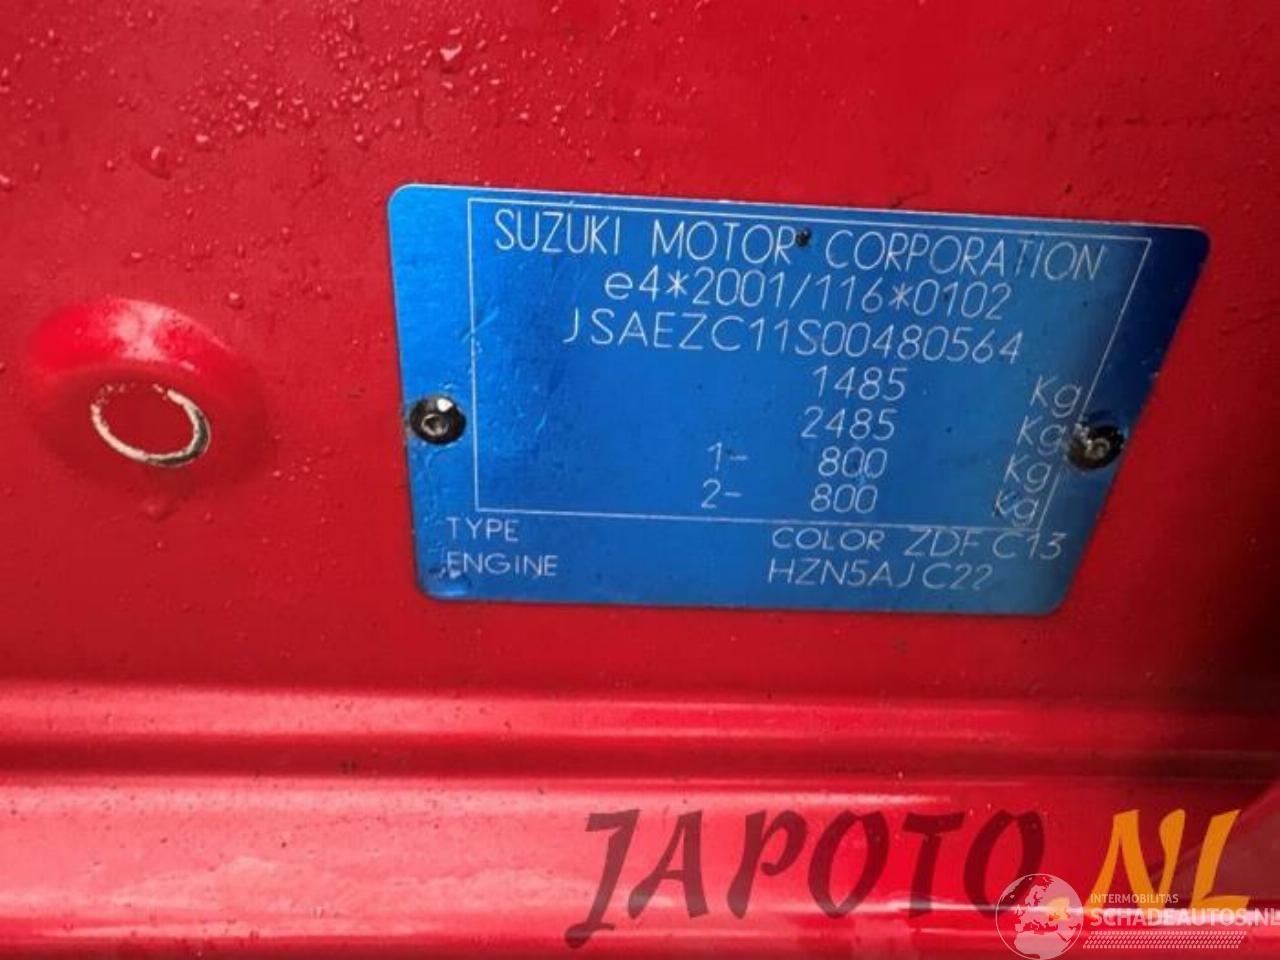 SUZUKI MOTOR CORPORATION
e4*2001/116*0102
JSAEZC11S00480564
1485 Kg
2485 Kg
1- 800 Kg
2- 800 Kg
TYPE COLOR ZDF C13
ENGINE HZN5AJ C22
JAPOTO.NL
INTERMOBILITAS
SCHADEAUTOS.NL